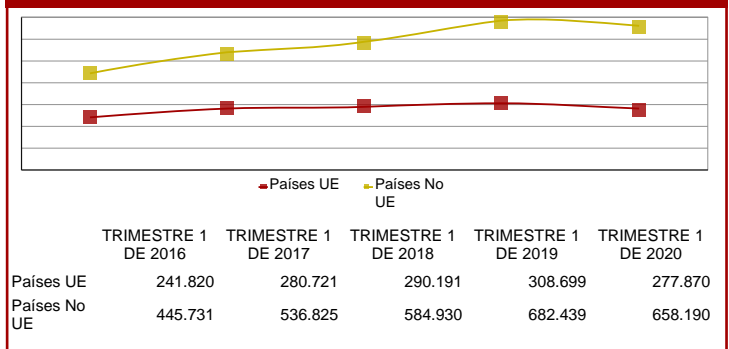 Países UE
Países No
UE
TRIMESTRE 1 TRIMESTRE 1 TRIMESTRE 1 TRIMESTRE 1 TRIMESTRE 1
DE 2016 DE 2017 DE 2018 DE 2019 DE 2020
Países UE 241.820 280.721 290.191 308.699 277.870
Países No
UE 445.731 536.825 584.930 682.439 658.190